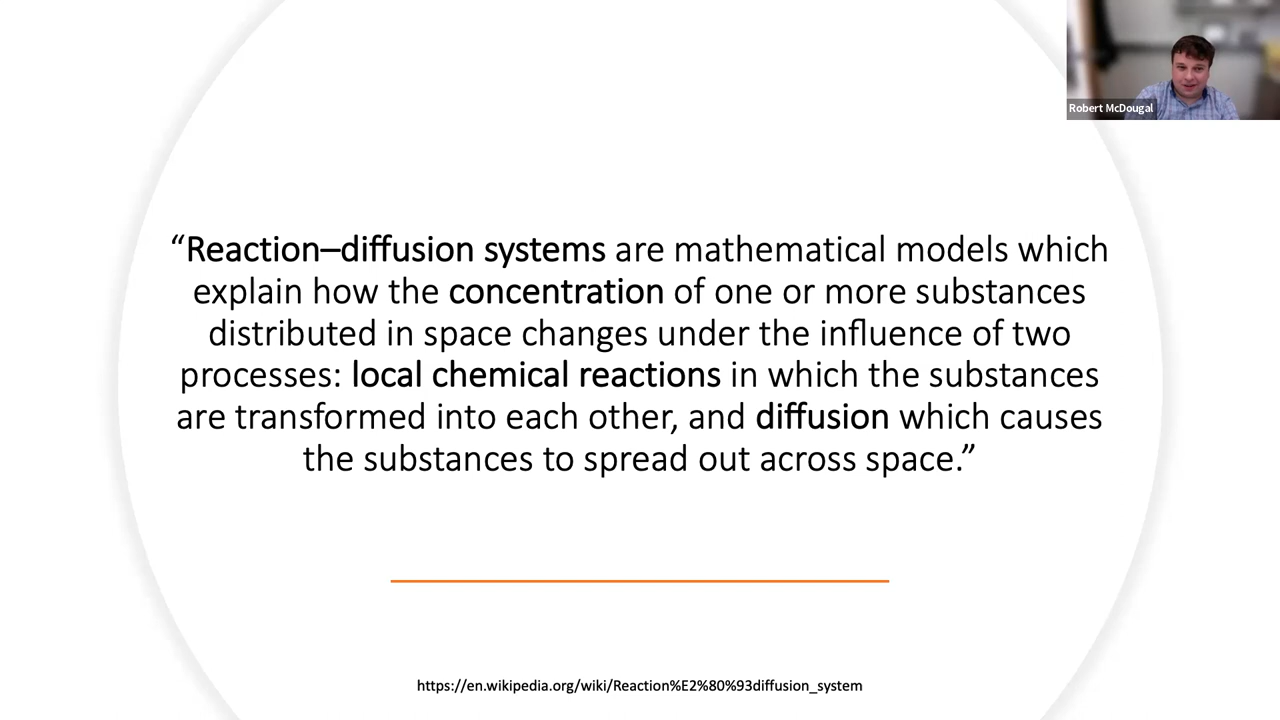 Robert McDougal
“Reaction–diffusion systems are mathematical models which
explain how the concentration of one or more substances
distributed in space changes under the influence of two
processes: local chemical reactions in which the substances
are transformed into each other, and diffusion which causes
the substances to spread out across space.”
https://en.wikipedia.org/wiki/Reaction%E2%80%93diffusion_system